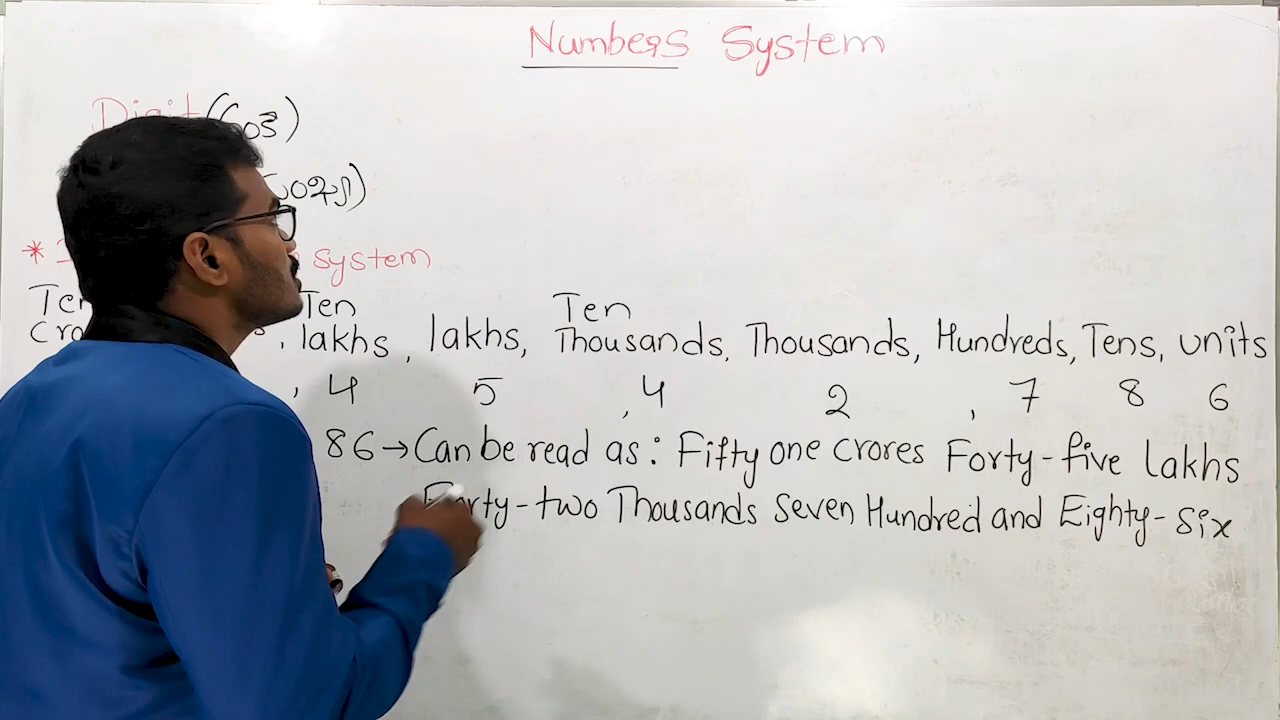 Numbers System
Digit
* system
Ten Ten Ten
lakhs, lakhs, Thousands, Thousands, Hundreds, Tens, units
, 4 5 , 4 2 , 7 8 6
86 → Can be read as : Fifty one crores Forty-five lakhs
Forty-two Thousands Seven Hundred and Eighty-Six